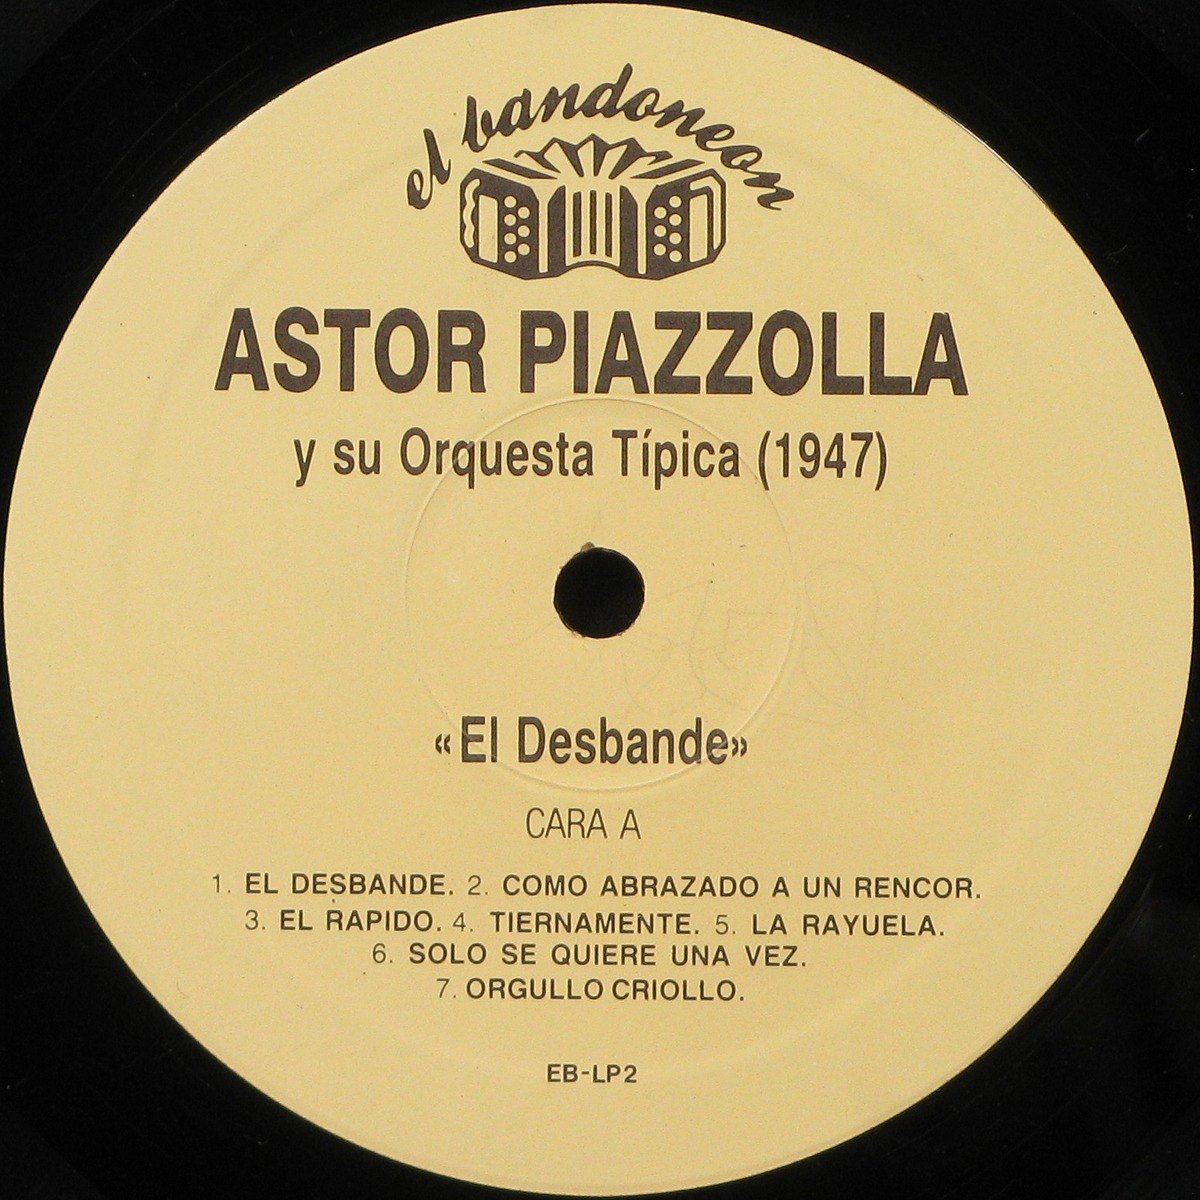 el bandoneon
ASTOR PIAZZOLLA
y su Orquesta Típica (1947)
«El Desbande»
CARA A
1. EL DESBANDE. 2. COMO ABRAZADO A UN RENCOR.
3. EL RAPIDO. 4. TIERNAMENTE. 5. LA RAYUELA.
6. SOLO SE QUIERE UNA VEZ.
7. ORGULLO CRIOLLO.
EB-LP2